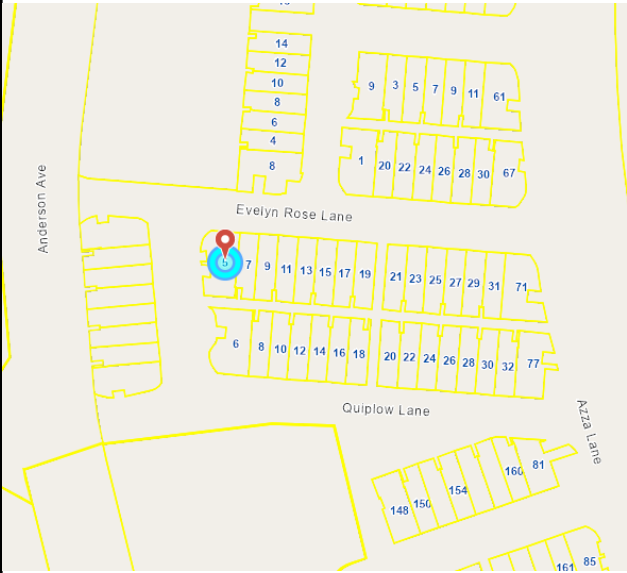 14
12
10
8
6
4
8
9 3 5 7 9 11 61
1 20 22 24 26 28 30 67
Anderson Ave
Evelyn Rose Lane
5 7 9 11 13 15 17 19 21 23 25 27 29 31 71
6 8 10 12 14 16 18 20 22 24 26 28 30 32 77
Quiplow Lane
Azza Lane
148 150 154 160 81
161 85